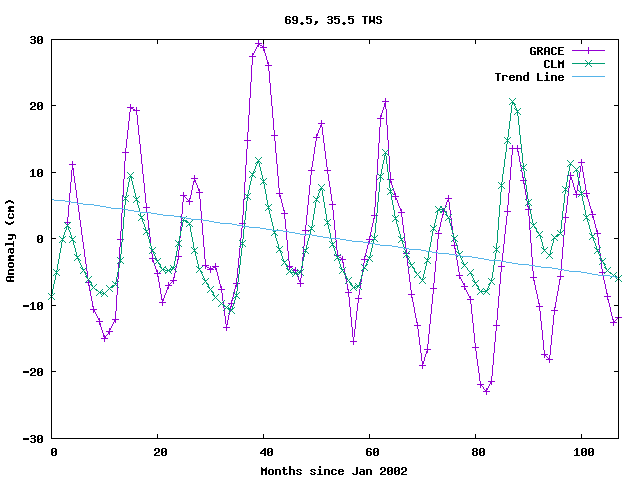 69.5, 35.5 TWS
GRACE
CLM
Trend Line
30
20
10
0
-10
-20
-30
Anomaly (cm)
0 20 40 60 80 100
Months since Jan 2002